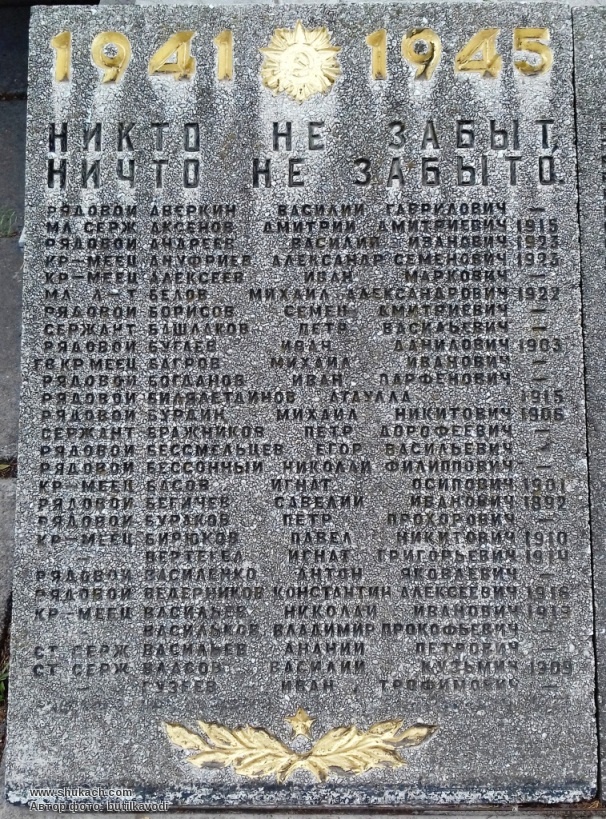 1941 1945
НИКТО НЕ ЗАБЫТ,
НИЧТО НЕ ЗАБЫТО.
РЯДОВОЙ АВЕРКИН ВАСИЛИЙ ГАВРИЛОВИЧ —
МЛ. СЕРЖ АКСЕНОВ ДМИТРИЙ ДМИТРИЕВИЧ 1915
РЯДОВОЙ АНДРЕЕВ ВАСИЛИЙ ИВАНОВИЧ 1923
КР-МЕЕЦ АНУФРИЕВ АЛЕКСАНДР СЕМЕНОВИЧ 1923
КР-МЕЕЦ АЛЕКСЕЕВ ИВАН МАРКОВИЧ —
МЛ Л-Т БЕЛОВ МИХАИЛ АЛЕКСАНДРОВИЧ 1922
РЯДОВОЙ БОРИСОВ СЕМЕН ДМИТРИЕВИЧ —
СЕРЖАНТ БАШЛАКОВ ПЕТР ВАСИЛЬЕВИЧ —
РЯДОВОЙ БУГАЕВ ИВАН ДАНИЛОВИЧ 1903
ГВ.КР.МЕЕЦ БАГРОВ МИХАИЛ ИВАНОВИЧ —
РЯДОВОЙ БОГДАНОВ ИВАН ПАРФЕНОВИЧ —
РЯДОВОЙ БИЛЯЛЕТДИНОВ АТАУЛЛА 1915
РЯДОВОЙ БУРДИН МИХАИЛ НИКИТОВИЧ 1906
СЕРЖАНТ БРАЖНИКОВ ПЕТР ДОРОФЕЕВИЧ —
РЯДОВОЙ БЕССМЕЛЬЦЕВ ЕГОР ВАСИЛЬЕВИЧ —
РЯДОВОЙ БЕССОННЫЙ НИКОЛАЙ ФИЛИППОВИЧ —
КР-МЕЕЦ БАСОВ ИГНАТ ОСИПОВИЧ 1901
РЯДОВОЙ БЕГИЧЕВ САВЕЛИЙ ИВАНОВИЧ 1892
РЯДОВОЙ БУРАКОВ ПЕТР ПРОХОРОВИЧ —
КР-МЕЕЦ БИРЮКОВ ПАВЕЛ НИКИТОВИЧ 1910
ВЕРТЕГЕЛ ИГНАТ ГРИГОРЬЕВИЧ 1914
РЯДОВОЙ ВАСИЛЕНКО АНТОН ЯКОВЛЕВИЧ —
РЯДОВОЙ ВЕДЕРНИКОВ КОНСТАНТИН АЛЕКСЕЕВИЧ 1916
КР-МЕЕЦ ВАСИЛЬЕВ НИКОЛАЙ ИВАНОВИЧ 1919
ВАСИЛЬКОВ ВЛАДИМИР ПРОКОФЬЕВИЧ —
СТ СЕРЖ ВАСИЛЬЕВ АНАНИЙ ПЕТРОВИЧ —
СТ СЕРЖ ВЛАСОВ ВАСИЛИЙ КУЗЬМИЧ 1909
— ГУЗЕЕВ ИВАН ТРОФИМОВИЧ —
www.shukach.com
Автор фото: butilkavodi